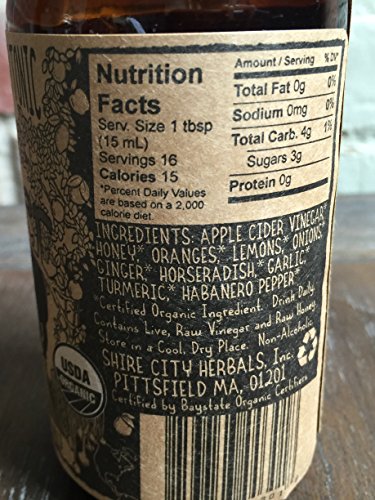 Nutrition
Facts
Serv. Size 1 tbsp
(15 mL)
Servings 16
Calories 15
*Percent Daily Values
are based on a 2,000
calorie diet.
Amount / Serving % DV*
Total Fat 0g 0%
Sodium 0mg 0%
Total Carb. 4g 1%
Sugars 3g
Protein 0g
INGREDIENTS: APPLE CIDER VINEGAR,*
HONEY,* ORANGES,* LEMONS,* ONIONS,*
GINGER,* HORSERADISH,* GARLIC,*
TURMERIC,* HABANERO PEPPER*
*Certified Organic Ingredient. Drink Daily.
Contains Live, Raw Vinegar and Raw Honey.
Store in a Cool, Dry Place. Non-Alcoholic.
SHIRE CITY HERBALS, Inc.
PITTSFIELD MA, 01201
Certified by Baystate Organic Certifiers
USDA
ORGANIC